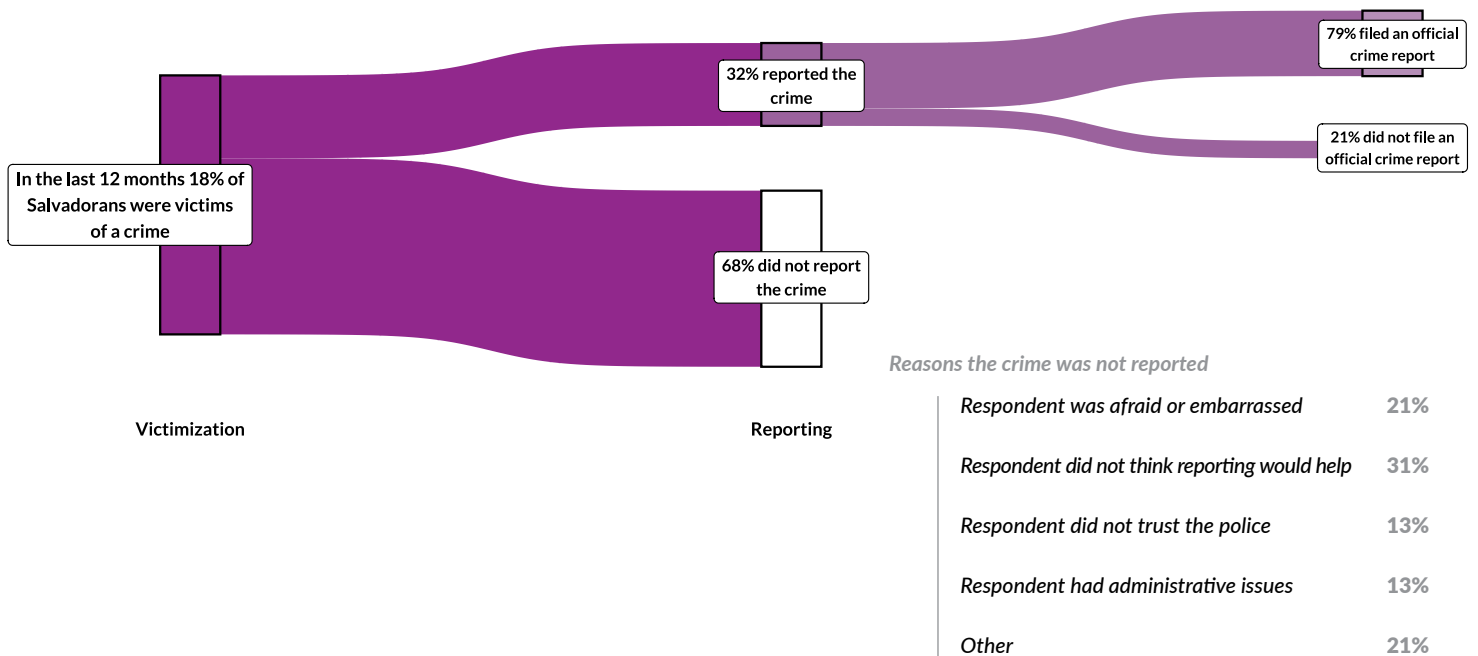 79% filed an official
crime report
32% reported the
crime
21% did not file an
official crime report
In the last 12 months 18% of
Salvadorans were victims
of a crime
68% did not report
the crime
Victimization
Reporting
Reasons the crime was not reported
Respondent was afraid or embarrassed 21%
Respondent did not think reporting would help 31%
Respondent did not trust the police 13%
Respondent had administrative issues 13%
Other 21%